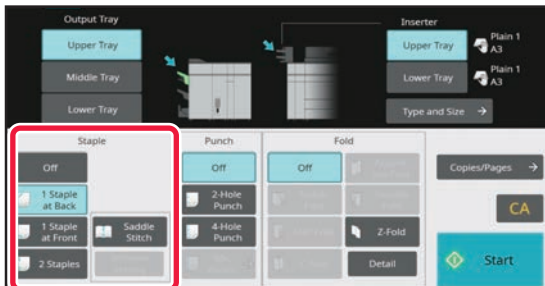 Output Tray
Upper Tray
Middle Tray
Lower Tray
Inserter
Upper Tray
Plain 1
A3
Lower Tray
Plain 1
A3
Type and Size
Staple
Off
1 Staple
at Back
1 Staple
at Front
2 Staples
Saddle
Stitch
Punch
Off
2-Hole
Punch
4-Hole
Punch
Fold
Off
Z-Fold
Detail
Copies/Pages
CA
Start